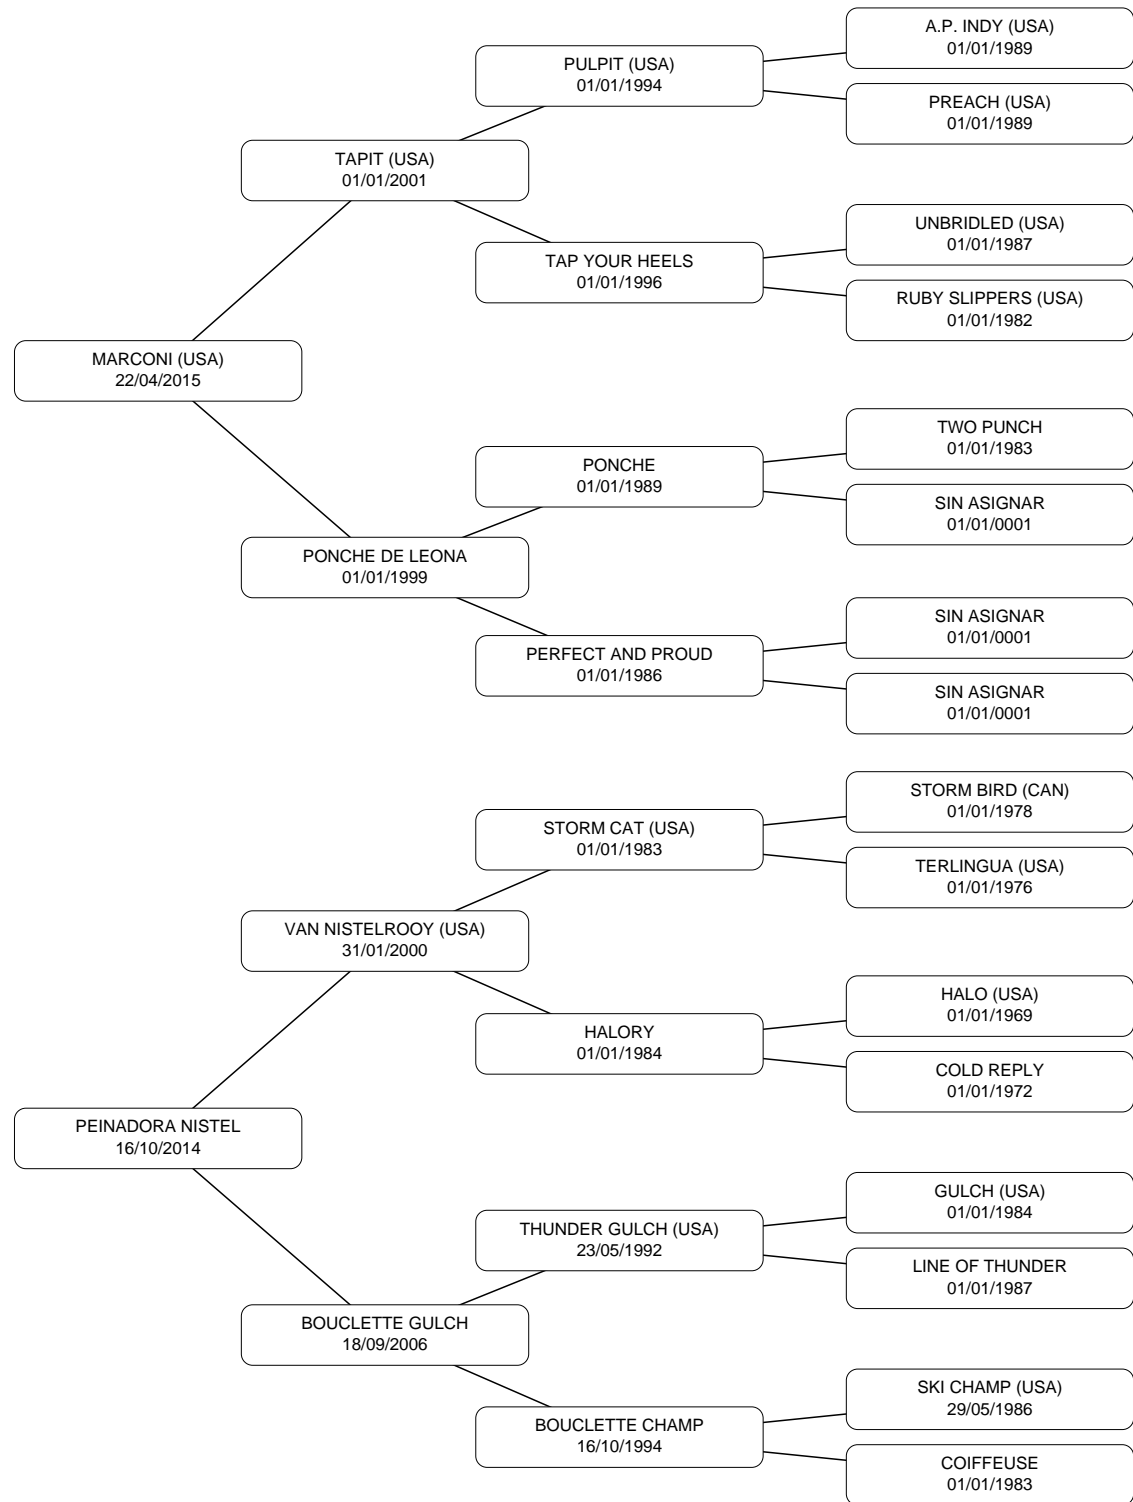 A.P. INDY (USA)
01/01/1989
PULPIT (USA)
01/01/1994
PREACH (USA)
01/01/1989
TAPIT (USA)
01/01/2001
UNBRIDLED (USA)
01/01/1987
TAP YOUR HEELS
01/01/1996
RUBY SLIPPERS (USA)
01/01/1982
MARCONI (USA)
22/04/2015
TWO PUNCH
01/01/1983
PONCHE
01/01/1989
SIN ASIGNAR
01/01/0001
PONCHE DE LEONA
01/01/1999
SIN ASIGNAR
01/01/0001
PERFECT AND PROUD
01/01/1986
SIN ASIGNAR
01/01/0001
STORM BIRD (CAN)
01/01/1978
STORM CAT (USA)
01/01/1983
TERLINGUA (USA)
01/01/1976
VAN NISTELROOY (USA)
31/01/2000
HALO (USA)
01/01/1969
HALORY
01/01/1984
COLD REPLY
01/01/1972
PEINADORA NISTEL
16/10/2014
GULCH (USA)
01/01/1984
THUNDER GULCH (USA)
23/05/1992
LINE OF THUNDER
01/01/1987
BOUCLETTE GULCH
18/09/2006
SKI CHAMP (USA)
29/05/1986
BOUCLETTE CHAMP
16/10/1994
COIFFEUSE
01/01/1983